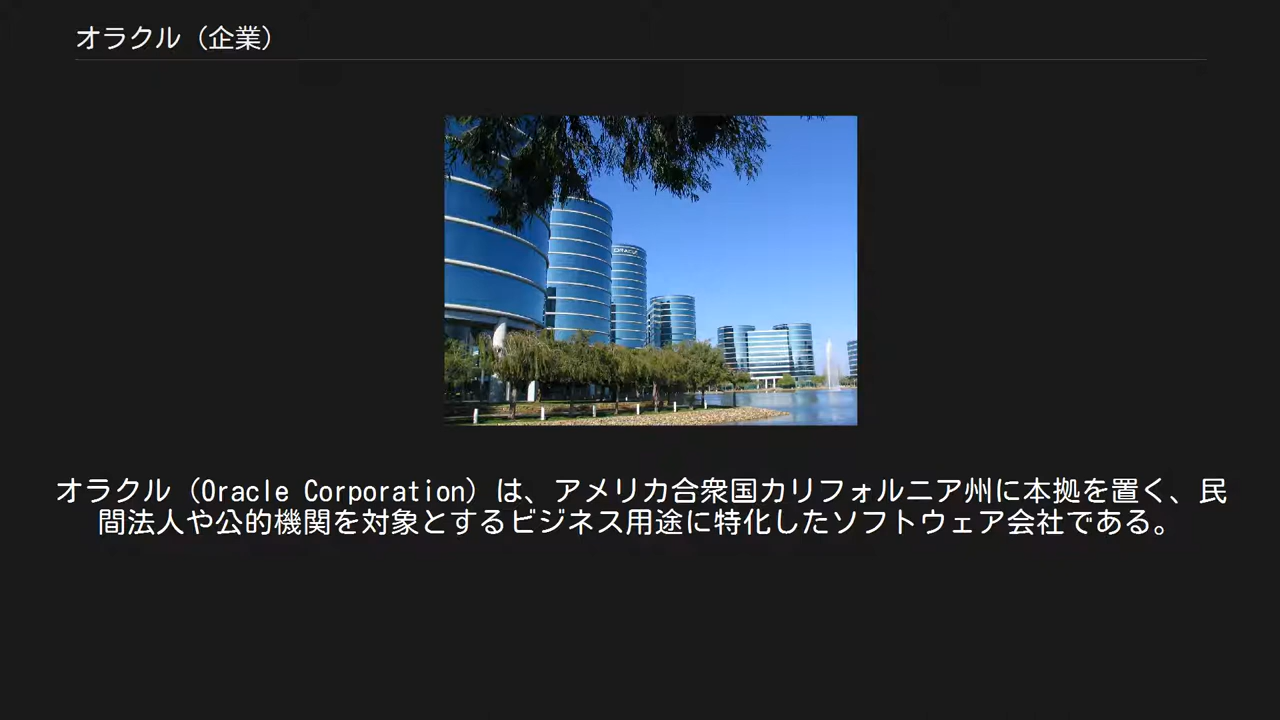 オラクル（企業）
ORACLE
オラクル（Oracle Corporation）は、アメリカ合衆国カリフォルニア州に本拠を置く、民
間法人や公的機関を対象とするビジネス用途に特化したソフトウェア会社である。